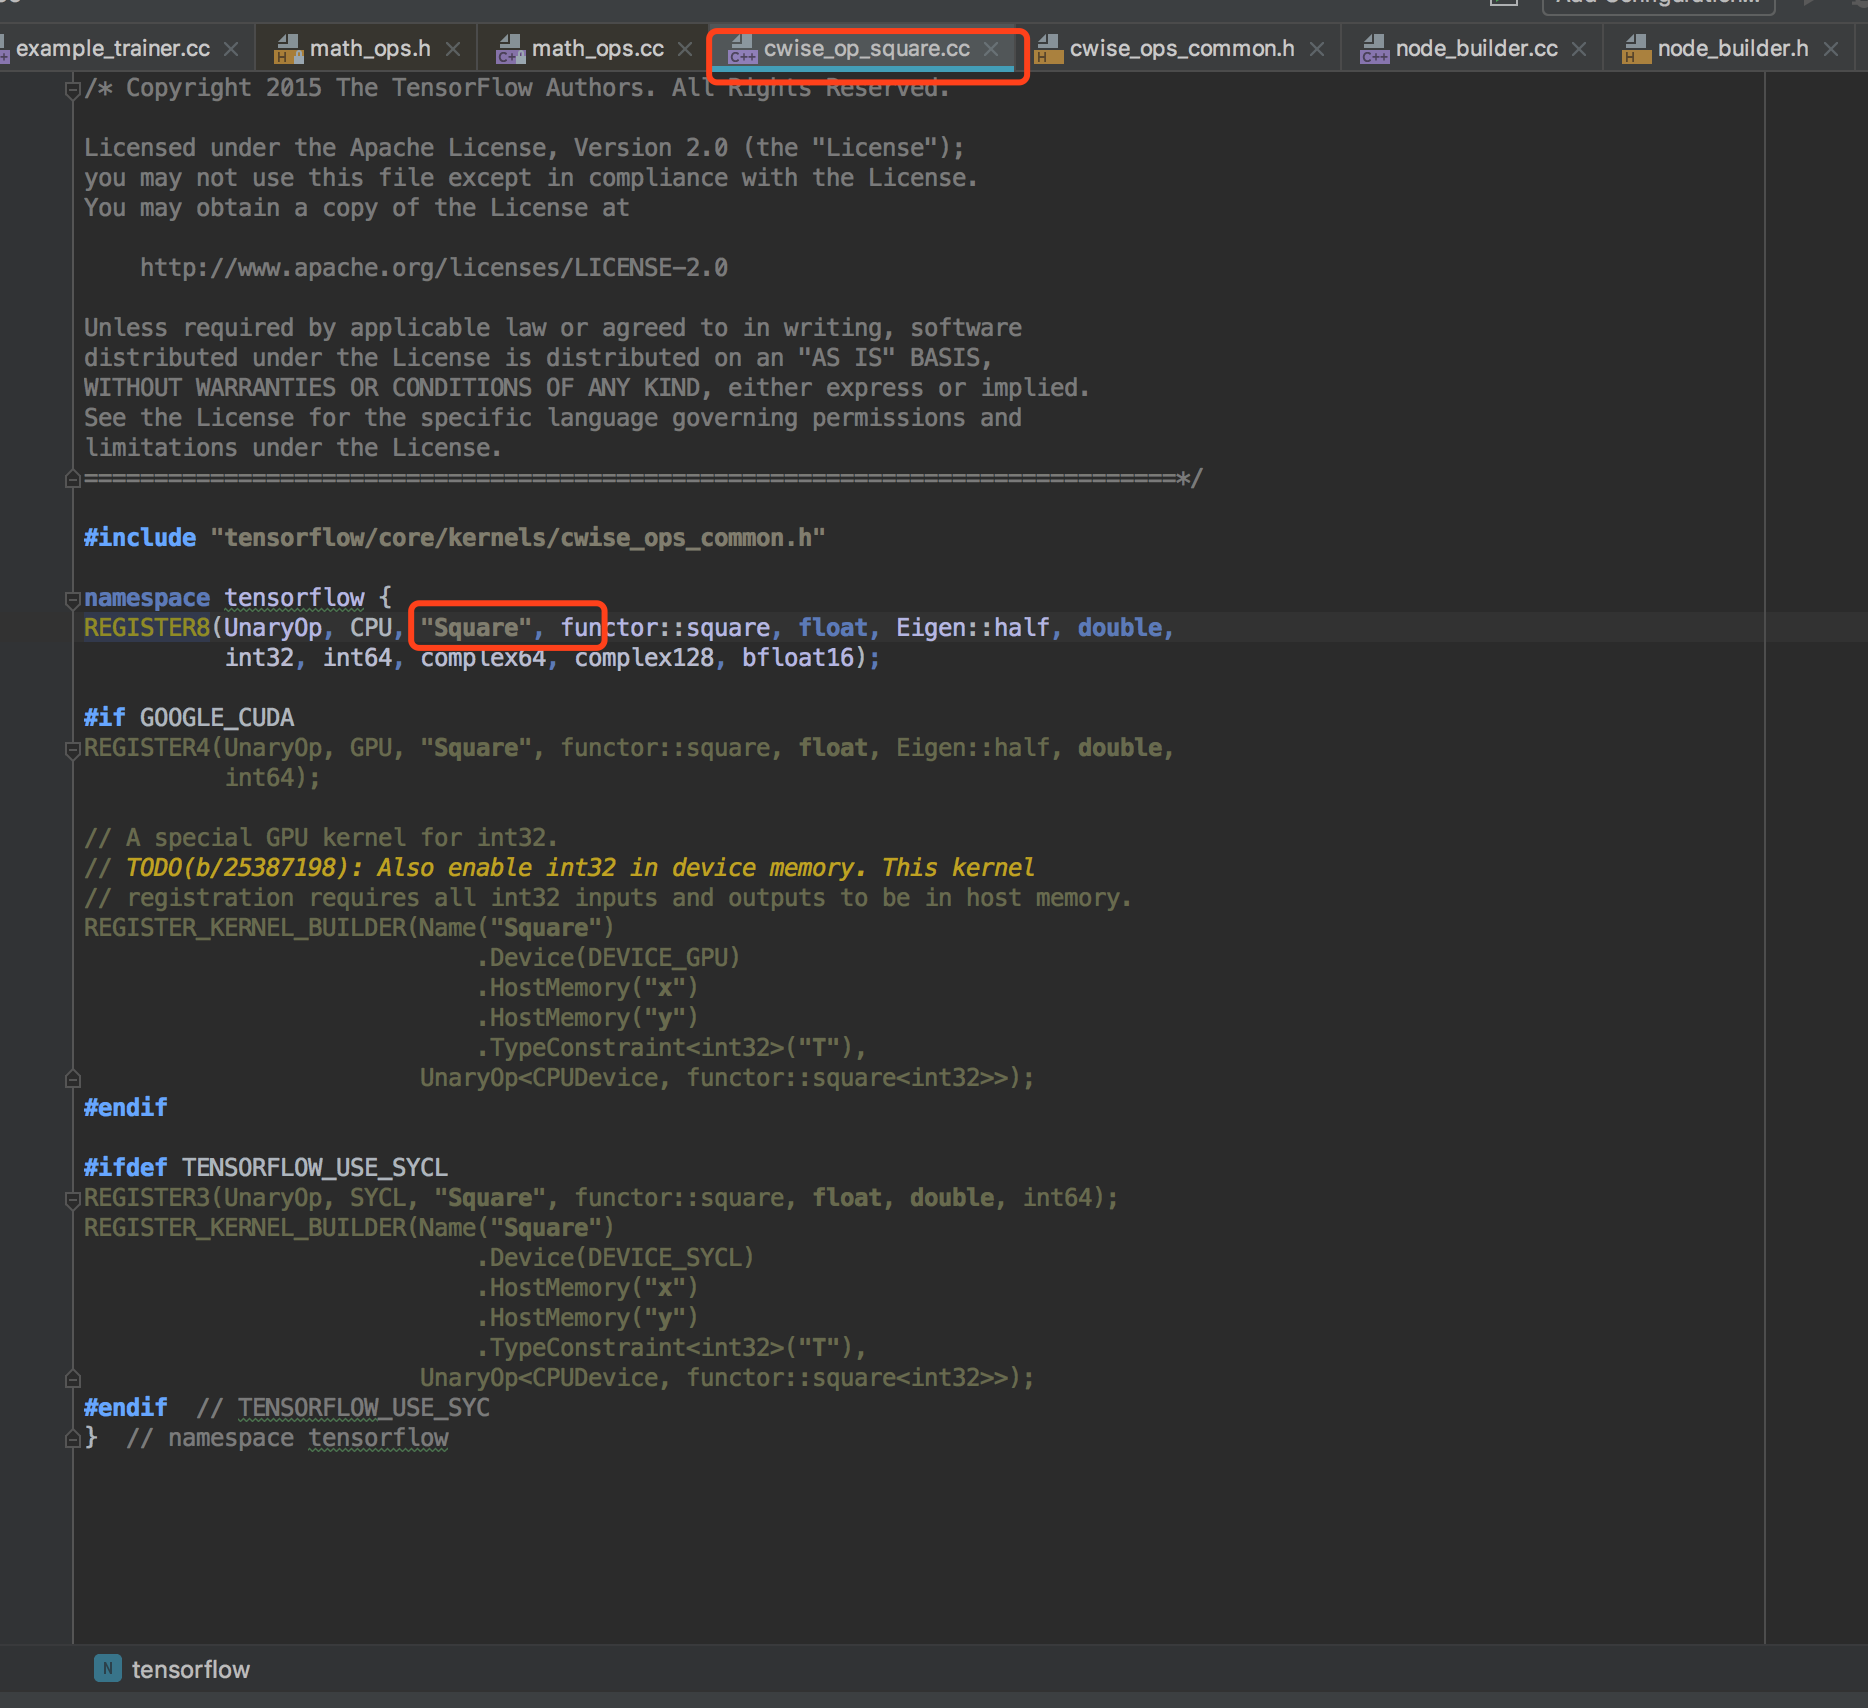 example_trainer.cc math_ops.h math_ops.cc cwise_op_square.cc cwise_ops_common.h node_builder.cc node_builder.h
/* Copyright 2015 The TensorFlow Authors. All Rights Reserved.
Licensed under the Apache License, Version 2.0 (the "License");
you may not use this file except in compliance with the License.
You may obtain a copy of the License at
http://www.apache.org/licenses/LICENSE-2.0
Unless required by applicable law or agreed to in writing, software
distributed under the License is distributed on an "AS IS" BASIS,
WITHOUT WARRANTIES OR CONDITIONS OF ANY KIND, either express or implied.
See the License for the specific language governing permissions and
limitations under the License.
==============================================================================*/
#include "tensorflow/core/kernels/cwise_ops_common.h"
namespace tensorflow {
REGISTER8(UnaryOp, CPU, "Square", functor::square, float, Eigen::half, double,
int32, int64, complex64, complex128, bfloat16);
#if GOOGLE_CUDA
REGISTER4(UnaryOp, GPU, "Square", functor::square, float, Eigen::half, double,
int64);
// A special GPU kernel for int32.
// TODO(b/25387198): Also enable int32 in device memory. This kernel
// registration requires all int32 inputs and outputs to be in host memory.
REGISTER_KERNEL_BUILDER(Name("Square")
.Device(DEVICE_GPU)
.HostMemory("x")
.HostMemory("y")
.TypeConstraint<int32>("T"),
UnaryOp<CPUDevice, functor::square<int32>>);
#endif
#ifdef TENSORFLOW_USE_SYCL
REGISTER3(UnaryOp, SYCL, "Square", functor::square, float, double, int64);
REGISTER_KERNEL_BUILDER(Name("Square")
.Device(DEVICE_SYCL)
.HostMemory("x")
.HostMemory("y")
.TypeConstraint<int32>("T"),
UnaryOp<CPUDevice, functor::square<int32>>);
#endif  // TENSORFLOW_USE_SYC
}  // namespace tensorflow
N tensorflow